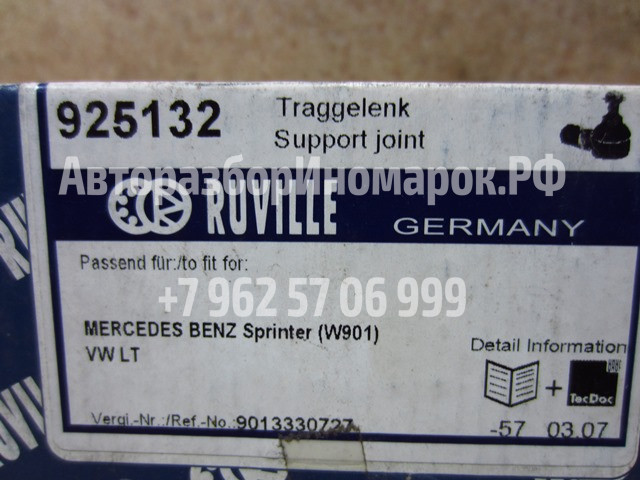 925132
Traggelenk
Support joint
АвторазборИномарок.РФ
RUVILLE
GERMANY
Passend für:/to fit for:
+7 962 57 06 999
MERCEDES BENZ Sprinter (W901)
VW LT
Detail Information
+
TecDoc
Vergl.-Nr.:/Ref.-No.:9013330727
-57 03.07